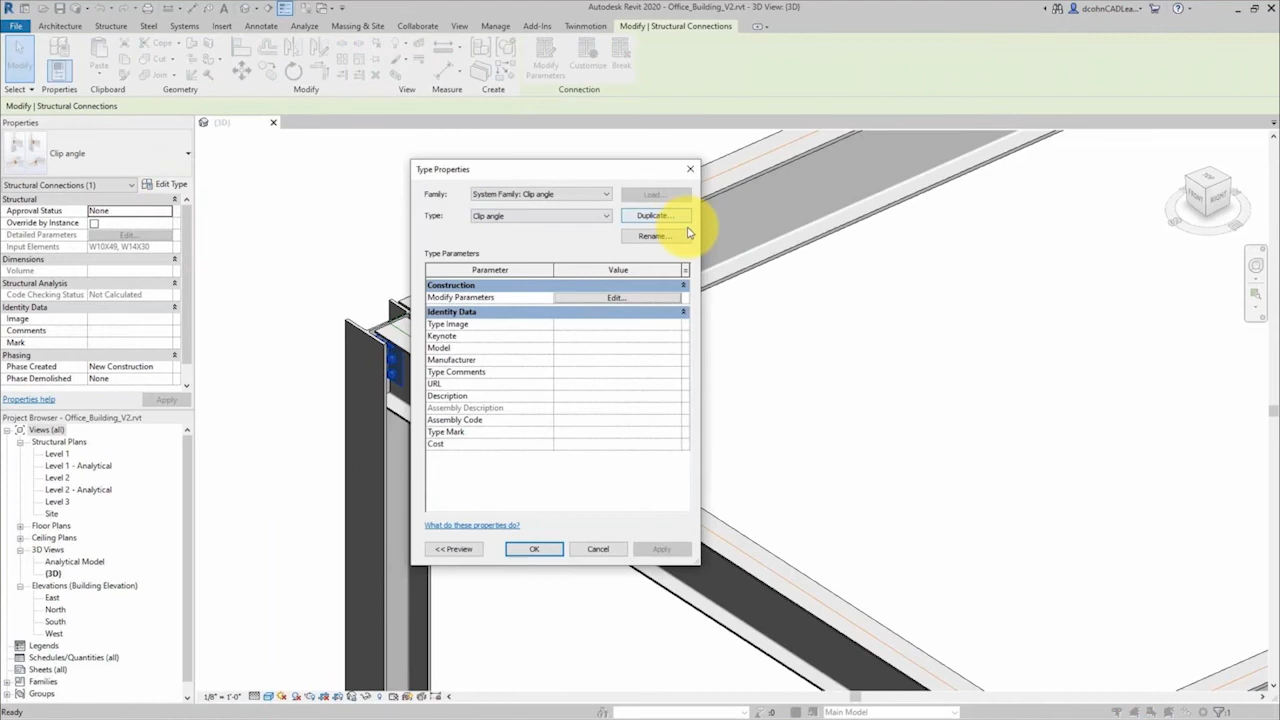 Autodesk Revit 2020 - Office_Building_V2.rvt - 3D View: {3D}
dcohnCADLea...
File Architecture Structure Steel Systems Insert Annotate Analyze Massing & Site Collaborate View Manage Add-Ins Twinmotion Modify | Structural Connections
Modify Paste Cope Cut Join Modify Parameters Customize Break
Select Properties Clipboard Geometry Modify View Measure Create Connection
Modify | Structural Connections
Properties
{3D}
Clip angle
Structural Connections (1) Edit Type
Structural
Approval Status None
Override by Instance
Detailed Parameters Edit...
Input Elements W10X49, W14X30
Dimensions
Volume
Structural Analysis
Code Checking Status Not Calculated
Identity Data
Image
Comments
Mark
Phasing
Phase Created New Construction
Phase Demolished None
Properties help Apply
Project Browser - Office_Building_V2.rvt
Views (all)
Structural Plans
Level 1
Level 1 - Analytical
Level 2
Level 2 - Analytical
Level 3
Site
Floor Plans
Ceiling Plans
3D Views
Analytical Model
{3D}
Elevations (Building Elevation)
East
North
South
West
Legends
Schedules/Quantities (all)
Sheets (all)
Families
Groups
Type Properties
Family: System Family: Clip angle Load...
Type: Clip angle Duplicate...
Rename...
Type Parameters
Parameter Value =
Construction
Modify Parameters Edit...
Identity Data
Type Image
Keynote
Model
Manufacturer
Type Comments
URL
Description
Assembly Description
Assembly Code
Type Mark
Cost
What do these properties do?
<< Preview OK Cancel Apply
TOP
FRONT RIGHT
1/8" = 1'-0"
Ready :0 Main Model :1